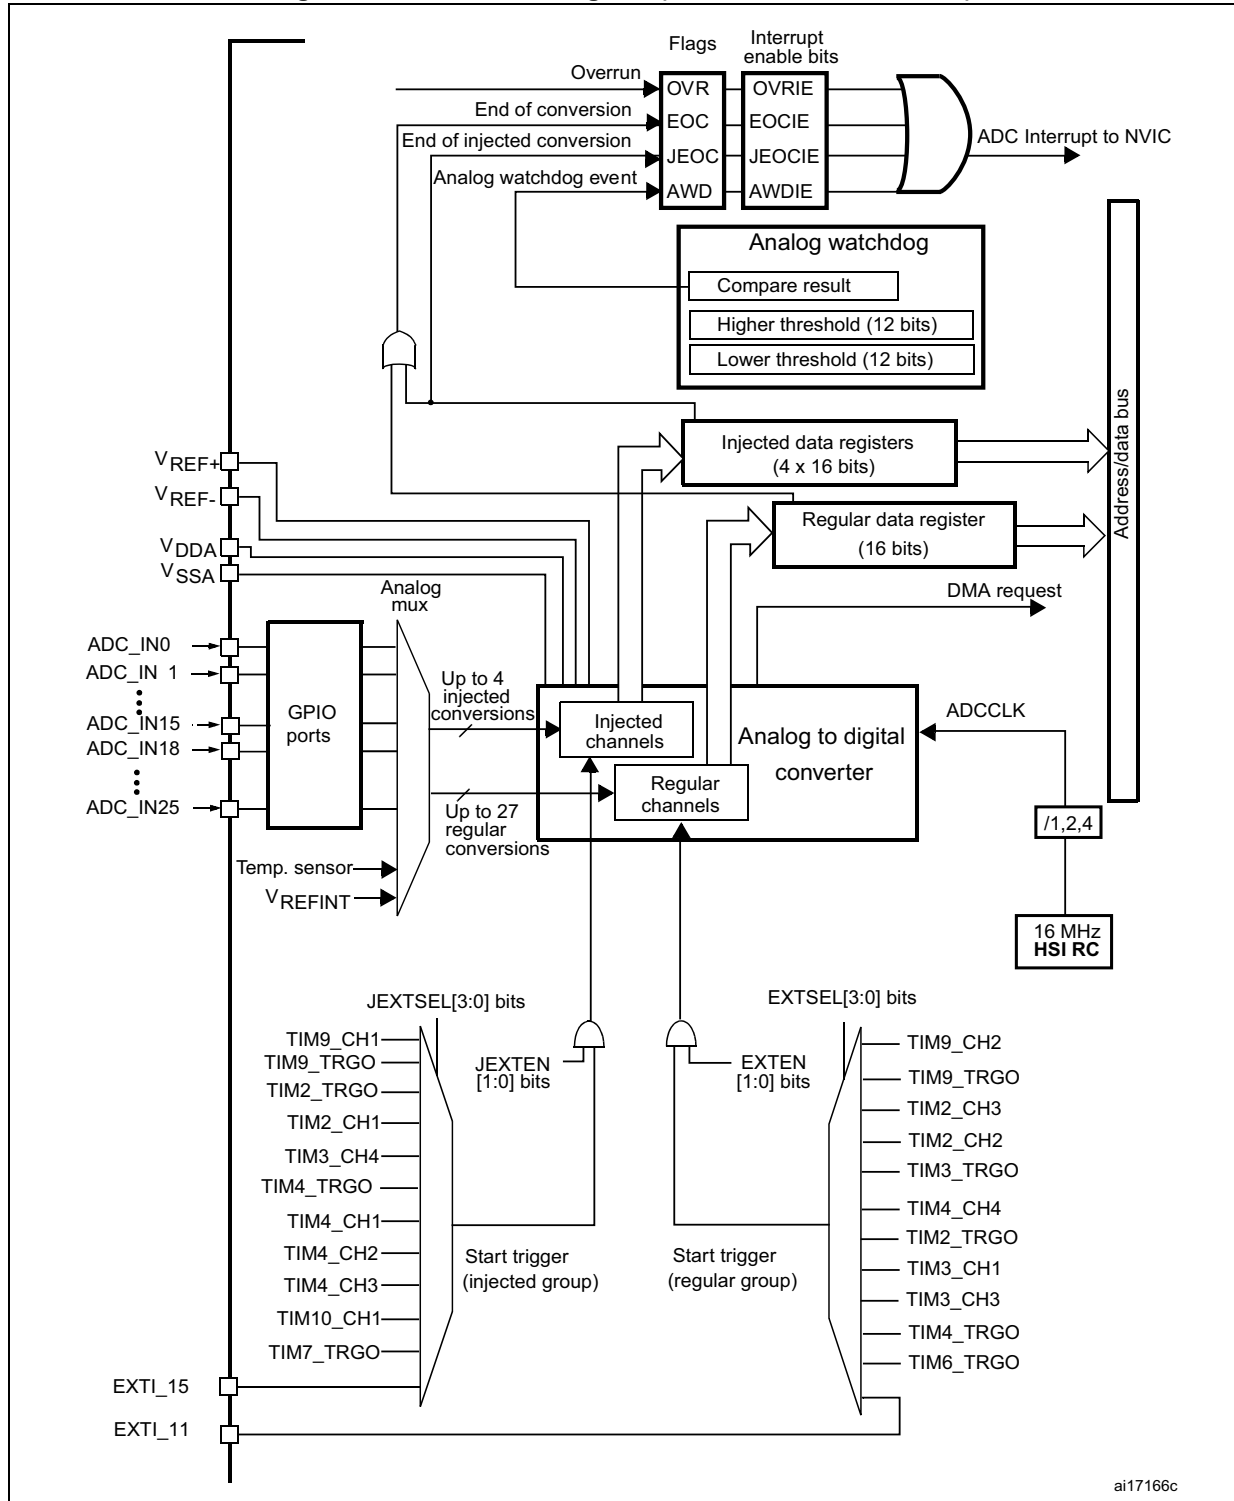 Flags
Interrupt
enable bits
Overrun
OVR
OVRIE
End of conversion
EOC
EOCIE
End of injected conversion
JEOC
JEOCIE
ADC Interrupt to NVIC
Analog watchdog event
AWD
AWDIE
Analog watchdog
Compare result
Higher threshold (12 bits)
Lower threshold (12 bits)
Address/data bus
Injected data registers
(4 x 16 bits)
Regular data register
(16 bits)
DMA request
VREF+
VREF-
VDDA
VSSA
Analog
mux
ADC_IN0
ADC_IN 1
ADC_IN15
ADC_IN18
ADC_IN25
GPIO
ports
Up to 4
injected
conversions
Up to 27
regular
conversions
Temp. sensor
VREFINT
Injected
channels
Regular
channels
Analog to digital
converter
ADCCLK
/1,2,4
16 MHz
HSI RC
JEXTSEL[3:0] bits
EXTSEL[3:0] bits
TIM9_CH1
TIM9_TRGO
TIM2_TRGO
TIM2_CH1
TIM3_CH4
TIM4_TRGO
TIM4_CH1
TIM4_CH2
TIM4_CH3
TIM10_CH1
TIM7_TRGO
JEXTEN
[1:0] bits
EXTEN
[1:0] bits
Start trigger
(injected group)
Start trigger
(regular group)
TIM9_CH2
TIM9_TRGO
TIM2_CH3
TIM2_CH2
TIM3_TRGO
TIM4_CH4
TIM2_TRGO
TIM3_CH1
TIM3_CH3
TIM4_TRGO
TIM6_TRGO
EXTI_15
EXTI_11
ai17166c